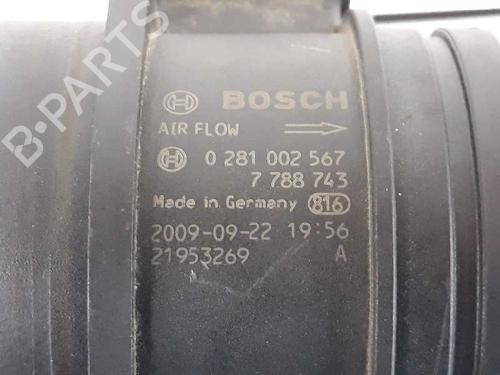 B-PARTS
BOSCH
AIR FLOW
0 281 002 567
7 788 743
Made in Germany 816
2009-09-22 19:56
21953269 A